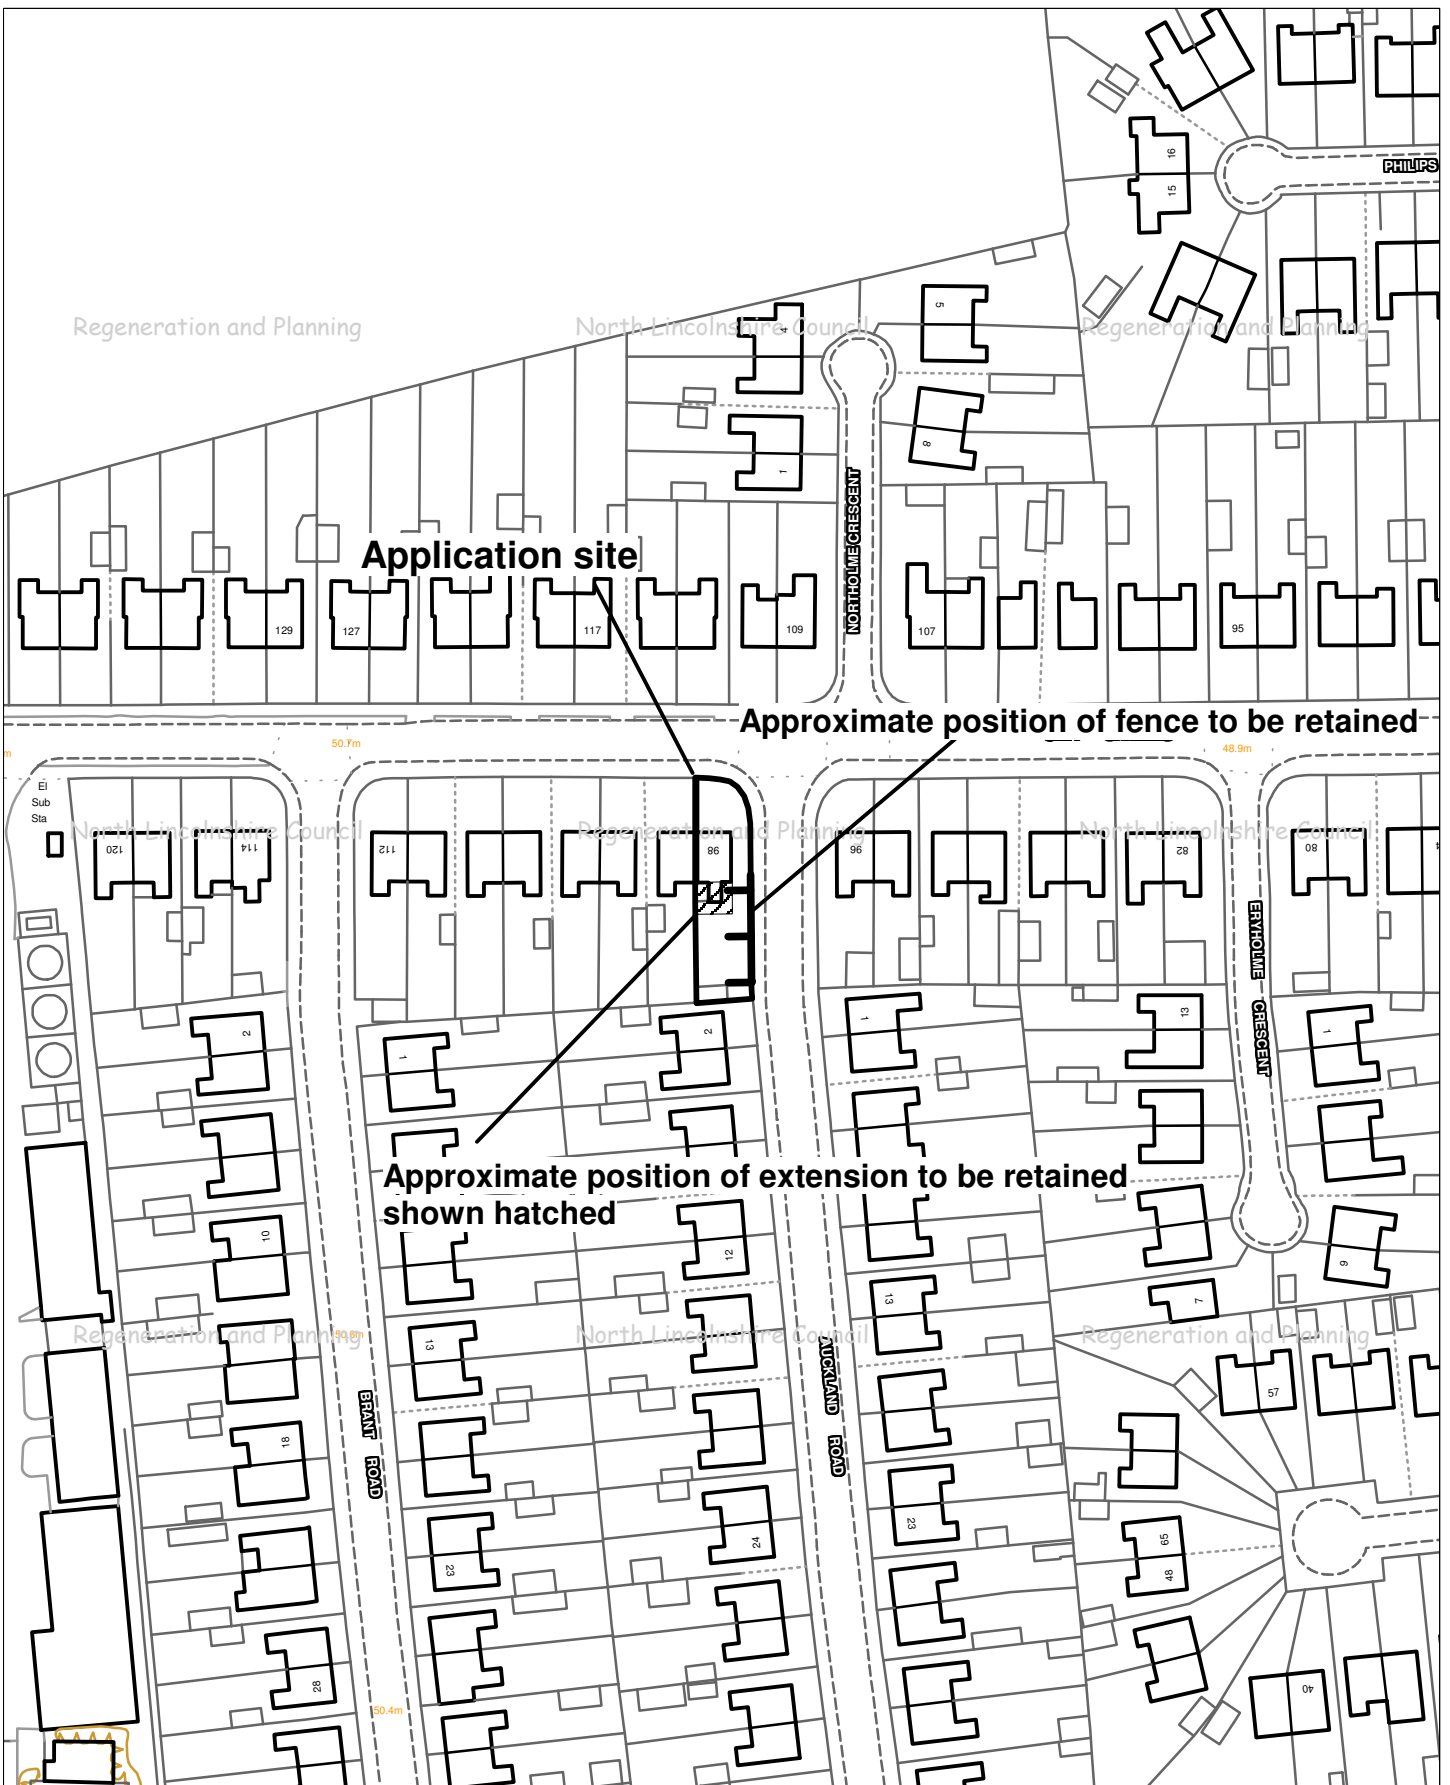 PHILIPS
16
15
Regeneration and Planning
North Lincolnshire Council
Regeneration and Planning
5
4
8
1
NORTHOLME CRESCENT
Application site
129
127
117
109
107
95
Approximate position of fence to be retained
50.7m
48.9m
m
El
Sub
Sta
North Lincolnshire Council
Regeneration and Planning
North Lincolnshire Council
120
114
112
98
96
82
80
ERYHOLME CRESCENT
2
1
2
1
13
1
Approximate position of extension to be retained
shown hatched
10
12
9
7
13
13
Regeneration and Planning
North Lincolnshire Council
Regeneration and Planning
50.6m
BRANT ROAD
AUCKLAND ROAD
57
18
23
24
23
65
48
28
40
50.4m